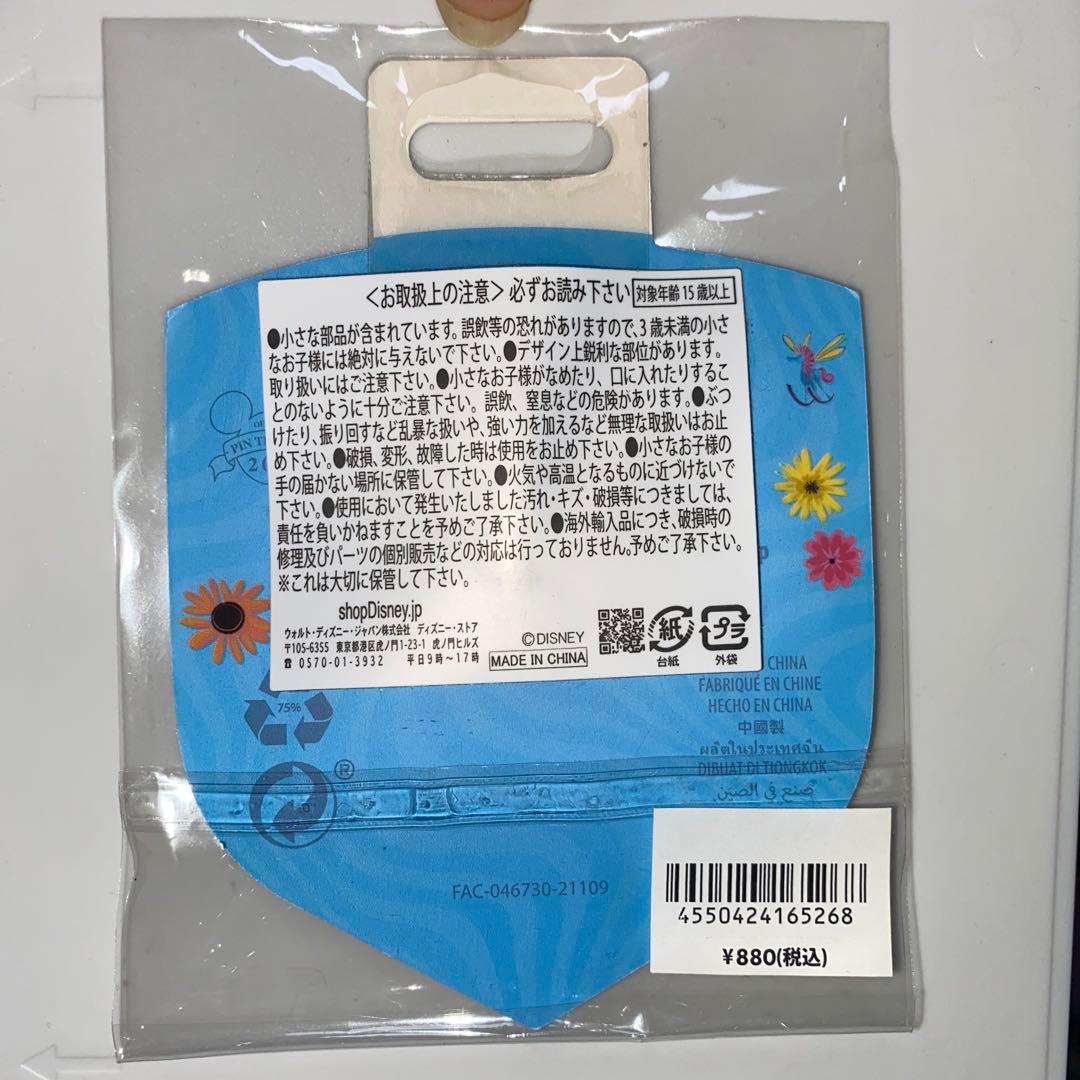 <お取扱上の注意> 必ずお読み下さい 対象年齢 15 歳以上
●小さな部品が含まれています。誤飲等の恐れがありますので、3 歳未満の小さ
なお子様には絶対に与えないで下さい。●デザイン上鋭利な部位があります。
取り扱いにはご注意下さい。●小さなお子様がなめたり、口に入れたりするこ
とのないように十分ご注意下さい。誤飲、窒息などの危険があります。●ぶつ
けたり、振り回すなど乱暴な扱いや、強い力を加えるなど無理な取扱いはお止
め下さい。●破損、変形、故障した時は使用をお止め下さい。●小さなお子様の
手の届かない場所に保管して下さい。●火気や高温となるものに近づけないで
下さい。●使用において発生いたしました汚れ・キズ・破損等につきましては、
責任を負いかねますことを予めご了承下さい。●海外輸入品につき、破損時の
修理及びパーツの個別販売などの対応は行っておりません。予めご了承下さい。
※これは大切に保管して下さい。
shopDisney.jp
ウォルト・ディズニー・ジャパン株式会社 ディズニー・ストア
〒105-6355 東京都港区虎ノ門1-23-1 虎ノ門ヒルズ
☎ 0570-01-3932 平日9時～17時
©DISNEY
MADE IN CHINA
紙
台紙
プラ
外袋
PIN
75%
®
CHINA
FABRIQUÉ EN CHINE
HECHO EN CHINA
中國製
ผลิตในประเทศจีน
DIBUAT DI TIONGKOK
صنع في الصين
FAC-046730-21109
4550424165268
¥880(税込)